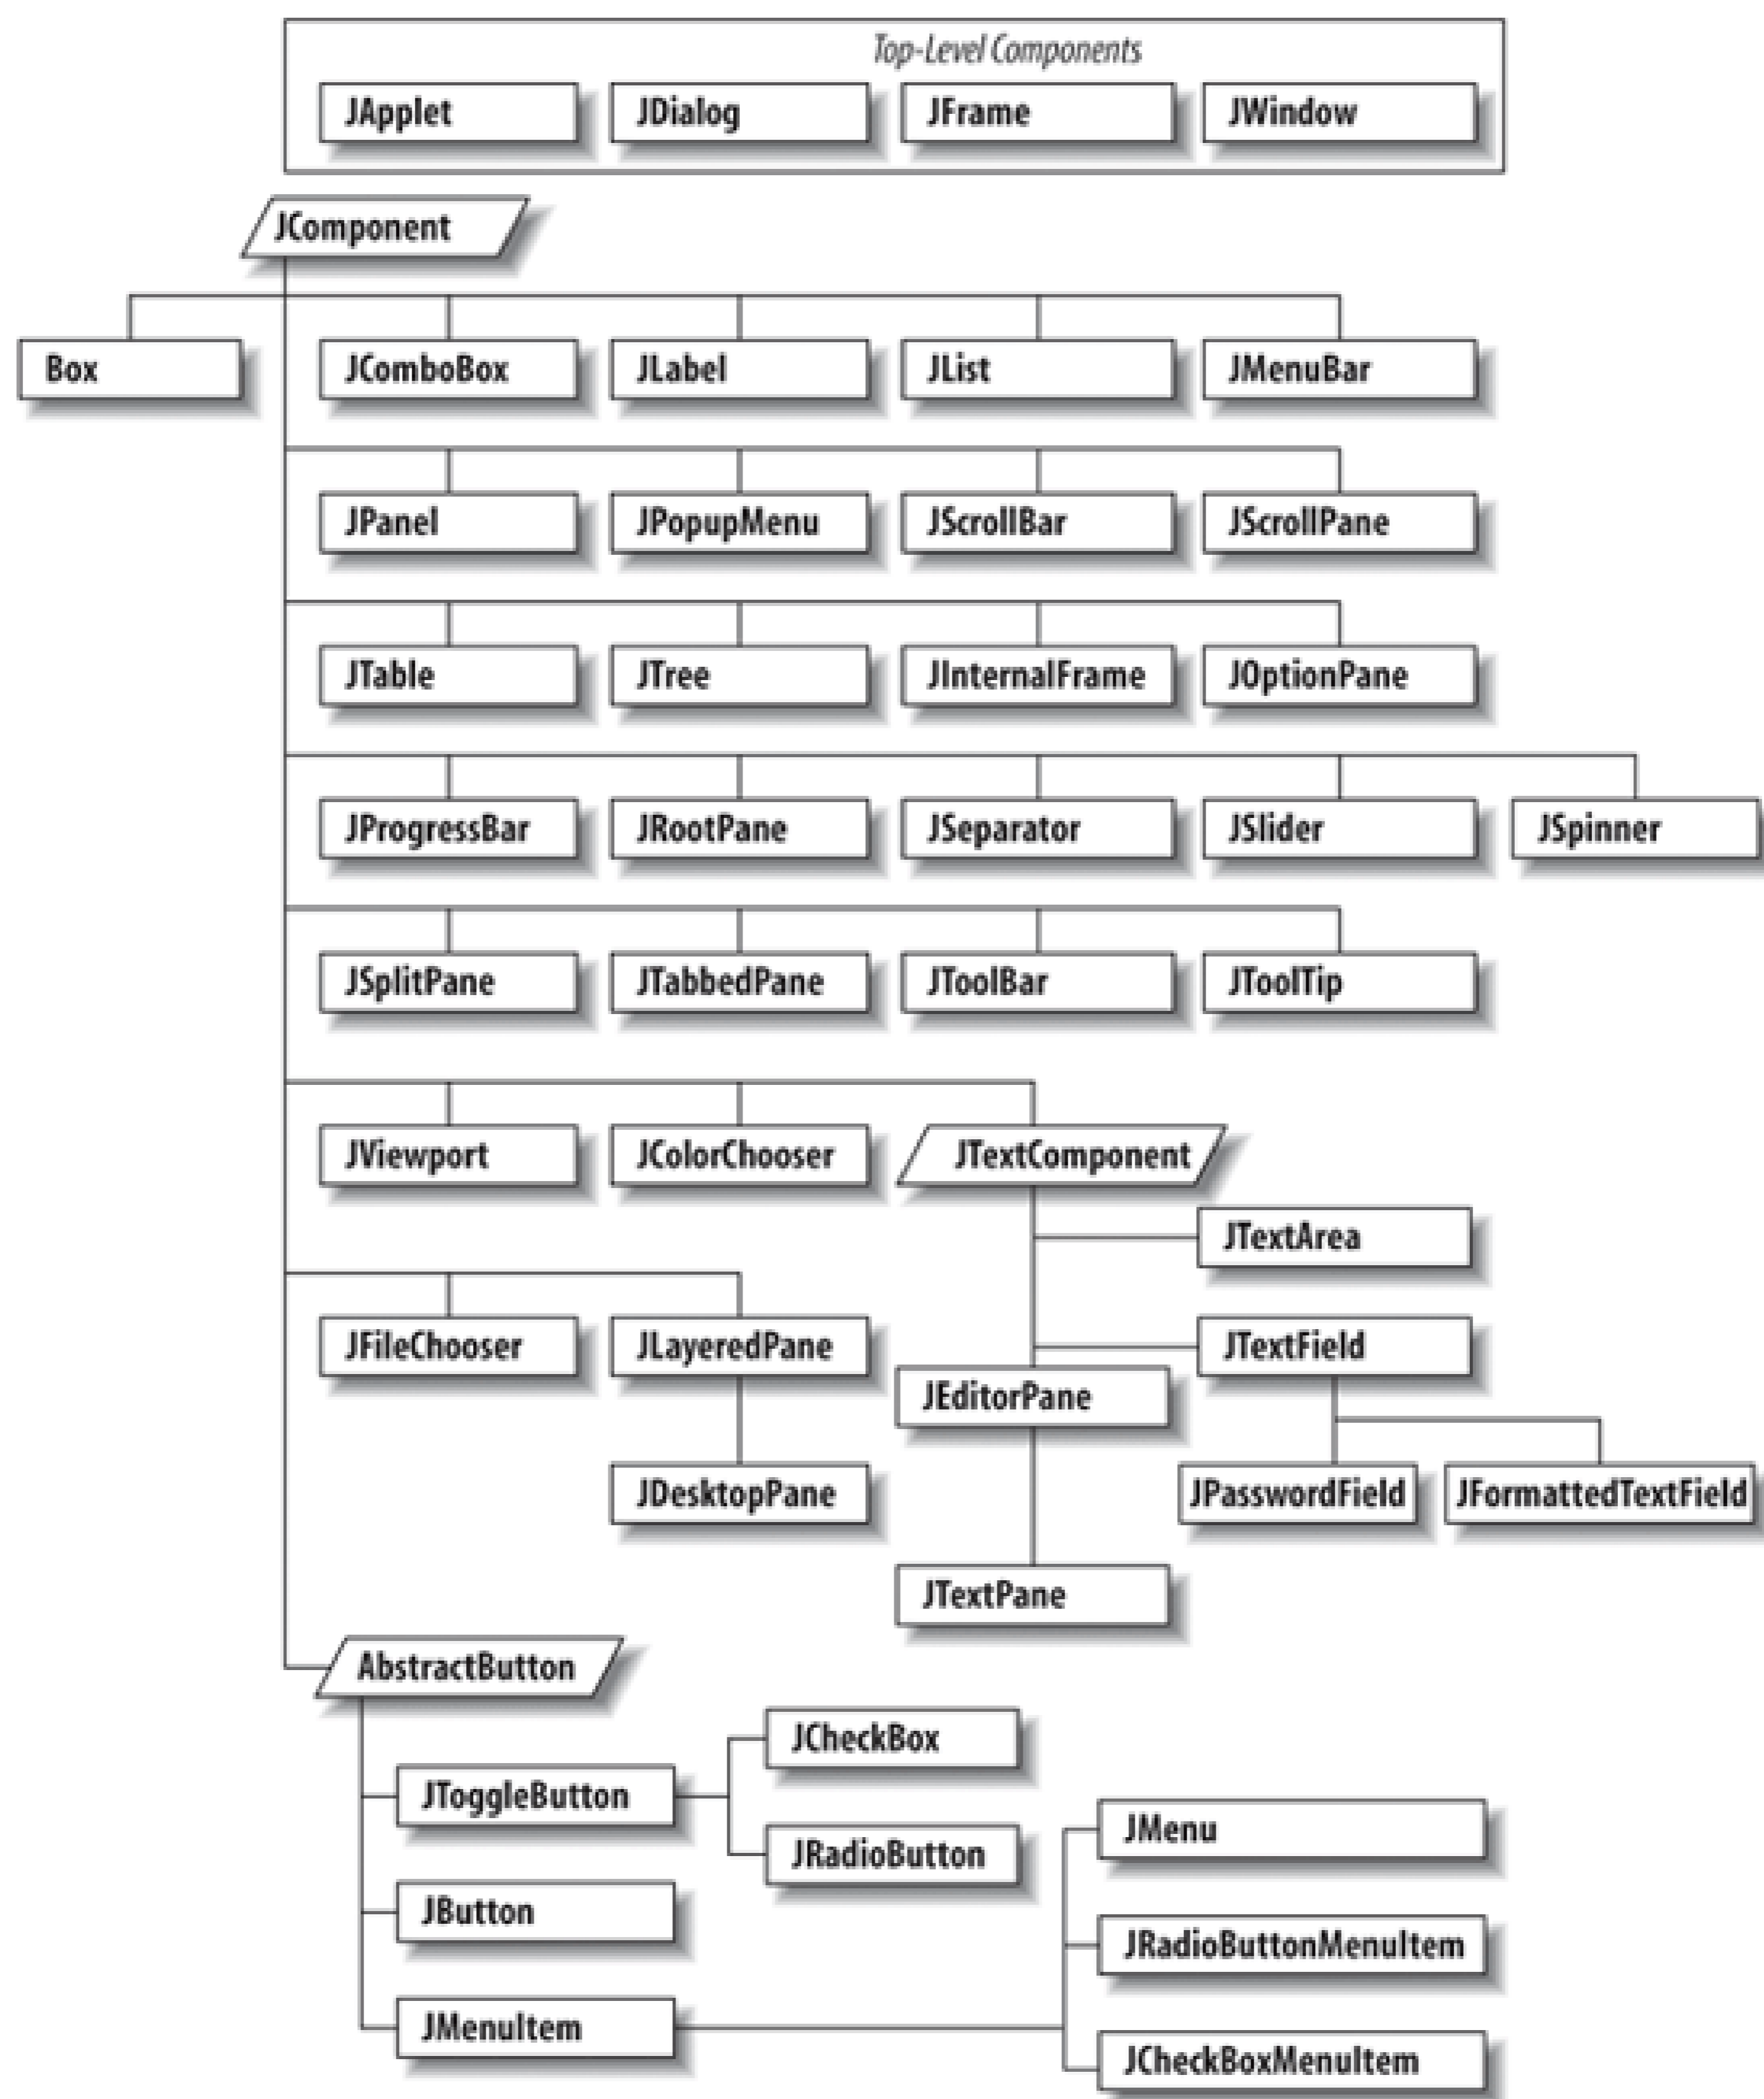 Top-Level Components
JApplet
JDialog
JFrame
JWindow
JComponent
Box
JComboBox
JLabel
JList
JMenuBar
JPanel
JPopupMenu
JScrollBar
JScrollPane
JTable
JTree
JInternalFrame
JOptionPane
JProgressBar
JRootPane
JSeparator
JSlider
JSpinner
JSplitPane
JTabbedPane
JToolBar
JToolTip
JViewport
JColorChooser
JTextComponent
JTextArea
JFileChooser
JLayeredPane
JTextField
JEditorPane
JDesktopPane
JPasswordField
JFormattedTextField
JTextPane
AbstractButton
JCheckBox
JToggleButton
JMenu
JRadioButton
JButton
JRadioButtonMenuItem
JMenuItem
JCheckBoxMenuItem